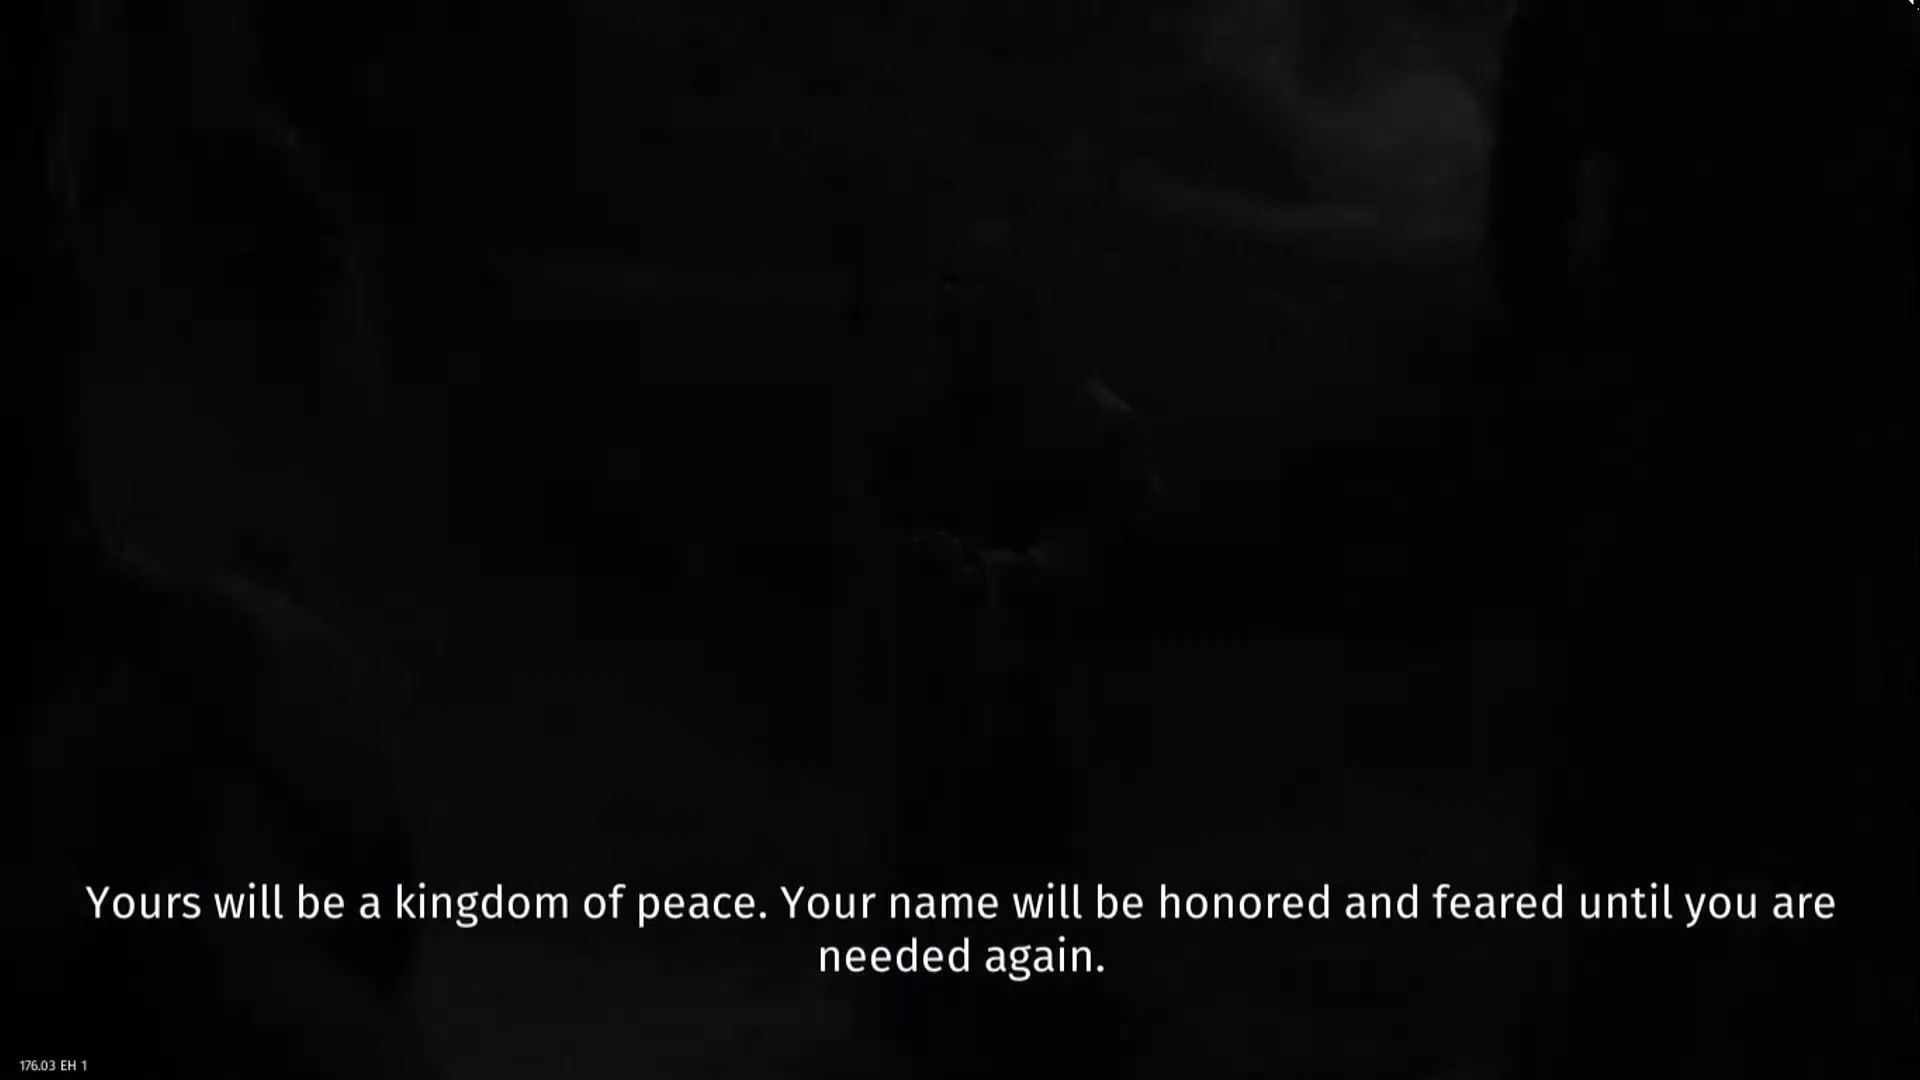 Yours will be a kingdom of peace. Your name will be honored and feared until you are
needed again.
176.03 EH 1